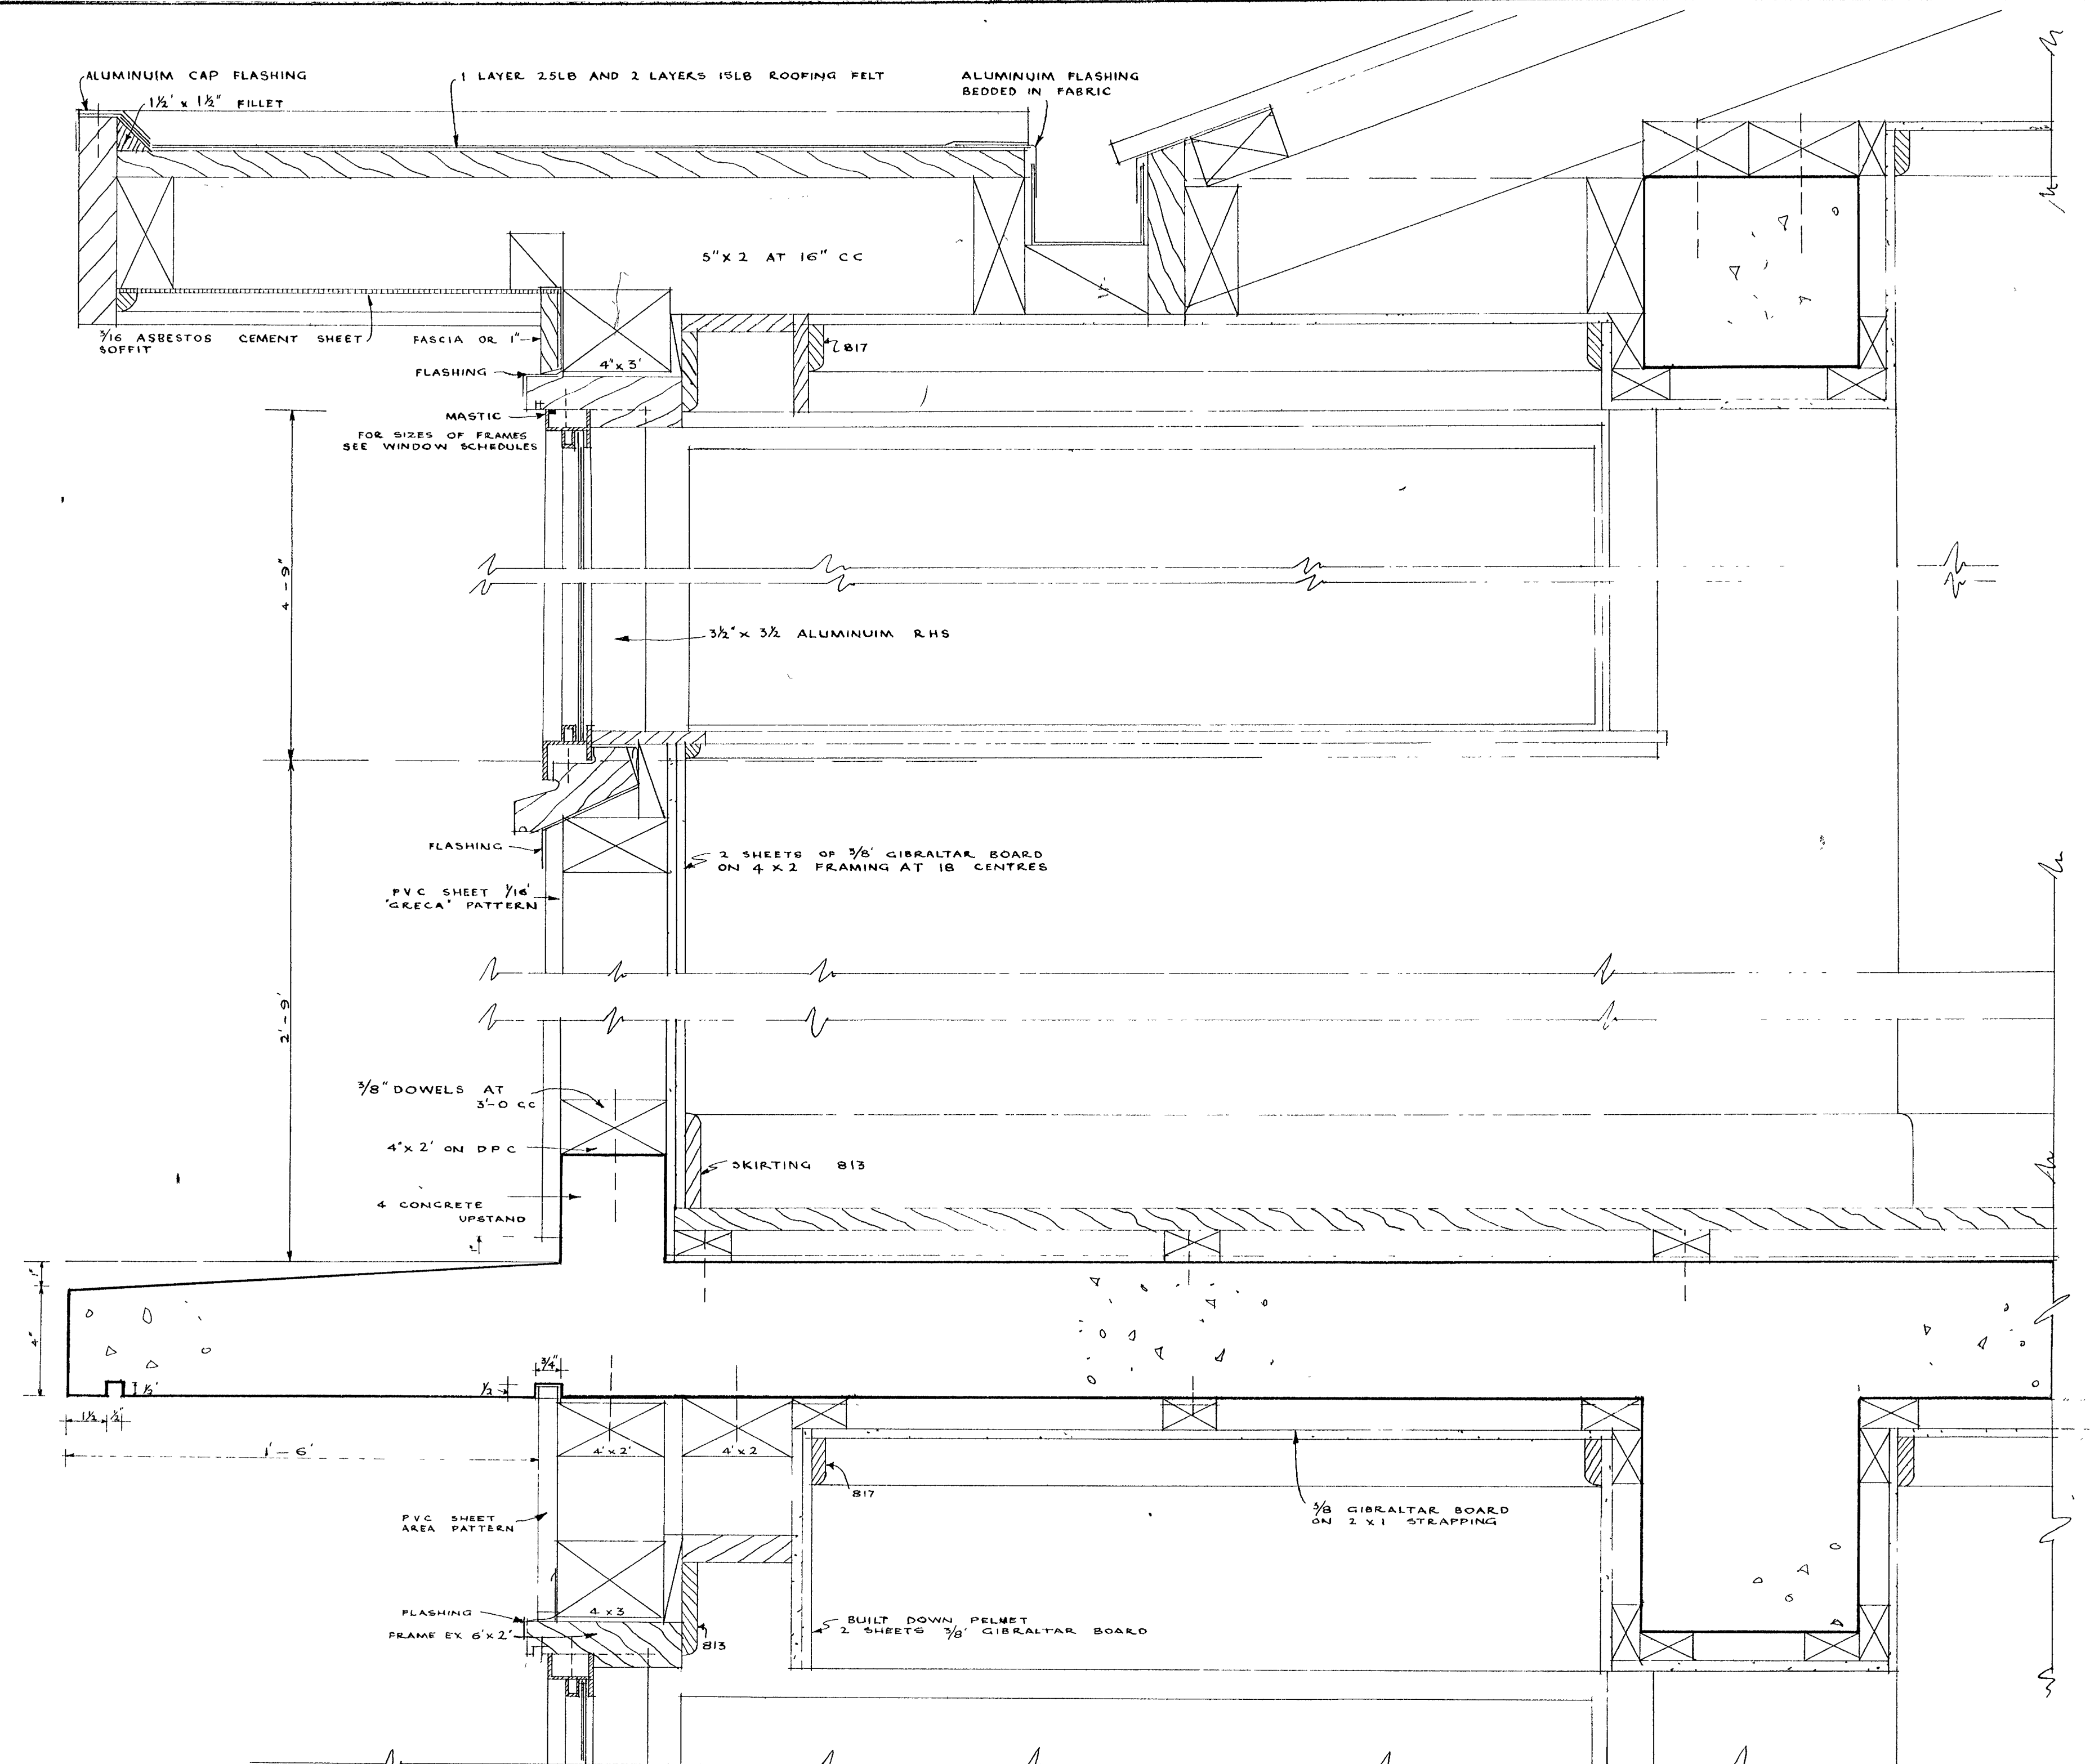 ALUMINUIM CAP FLASHING
1½' x 1½" FILLET
1 LAYER 25LB AND 2 LAYERS 15LB ROOFING FELT
ALUMINUIM FLASHING
BEDDED IN FABRIC
5" X 2 AT 16" CC
3/16 ASBESTOS CEMENT SHEET
SOFFIT
FASCIA OR 1"
FLASHING
4" x 3'
817
MASTIC
FOR SIZES OF FRAMES
SEE WINDOW SCHEDULES
4 - 9"
3½" x 3½ ALUMINUIM RHS
FLASHING
2 SHEETS OF 3/8' GIBRALTAR BOARD
ON 4 X 2 FRAMING AT 18 CENTRES
PVC SHEET 1/16'
"GRECA" PATTERN
2' - 9'
3/8" DOWELS AT
3'-0 CC
4" x 2' ON DPC
SKIRTING 813
4 CONCRETE
UPSTAND
1"
1"
4"
3/4"
1/2'
1/2
1½ ½"
1' - 6'
4' x 2'
4' x 2
817
3/8 GIBRALTAR BOARD
ON 2 X 1 STRAPPING
PVC SHEET
AREA PATTERN
FLASHING
4 x 3
FRAME EX 6' X 2'
813
BUILT DOWN PELMET
2 SHEETS 3/8' GIBRALTAR BOARD